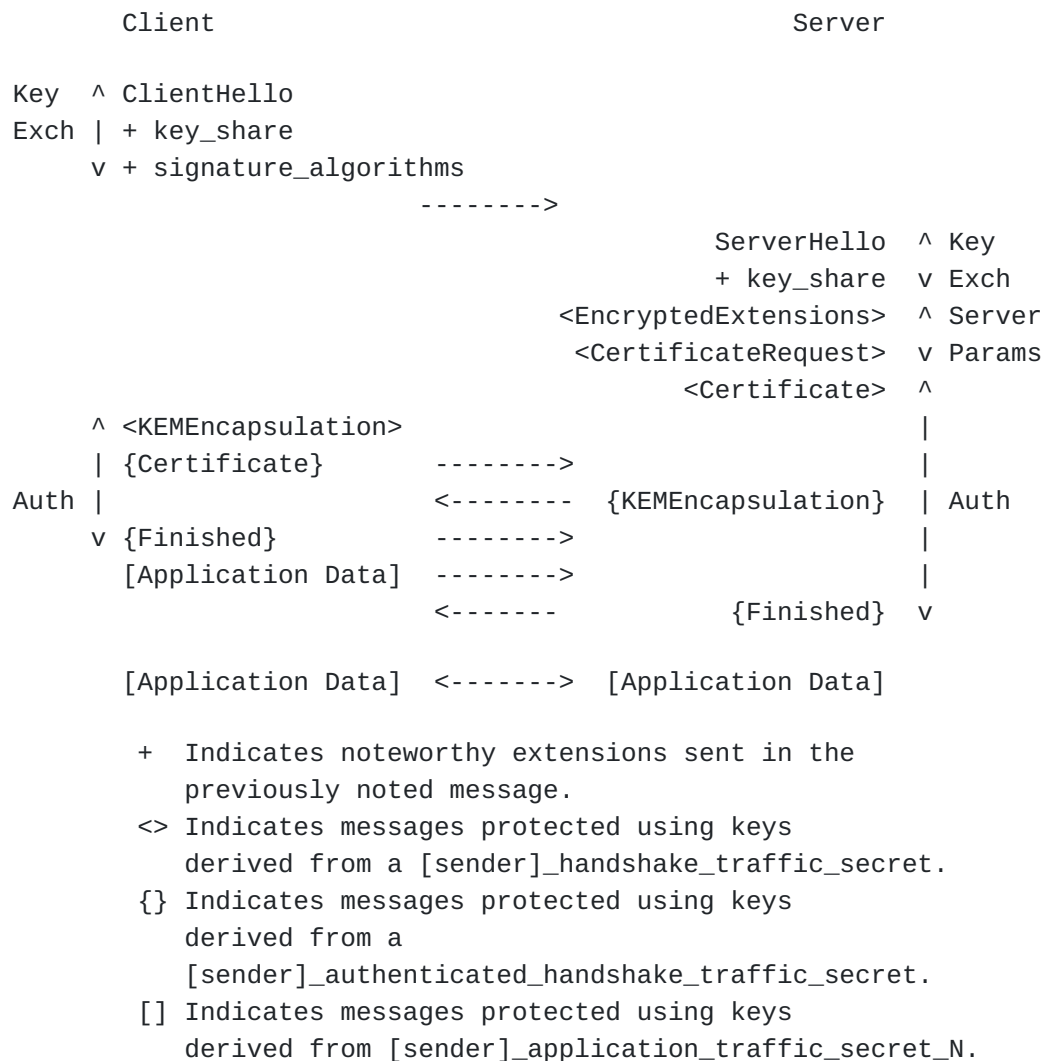 Client                                     Server

Key  ^ ClientHello
Exch | + key_share
     v + signature_algorithms
                          -------->
                                             ServerHello  ^ Key
                                             + key_share  v Exch
                                   <EncryptedExtensions>  ^ Server
                                    <CertificateRequest>  v Params
                                           <Certificate>  ^
     ^ <KEMEncapsulation>                                 |
     | {Certificate}       -------->                      |
Auth |                     <--------  {KEMEncapsulation}  | Auth
     v {Finished}          -------->                      |
       [Application Data]  -------->                      |
                           <-------           {Finished}  v

       [Application Data]  <------->  [Application Data]

        +  Indicates noteworthy extensions sent in the
           previously noted message.
        <> Indicates messages protected using keys
           derived from a [sender]_handshake_traffic_secret.
        {} Indicates messages protected using keys
           derived from a
           [sender]_authenticated_handshake_traffic_secret.
        [] Indicates messages protected using keys
           derived from [sender]_application_traffic_secret_N.